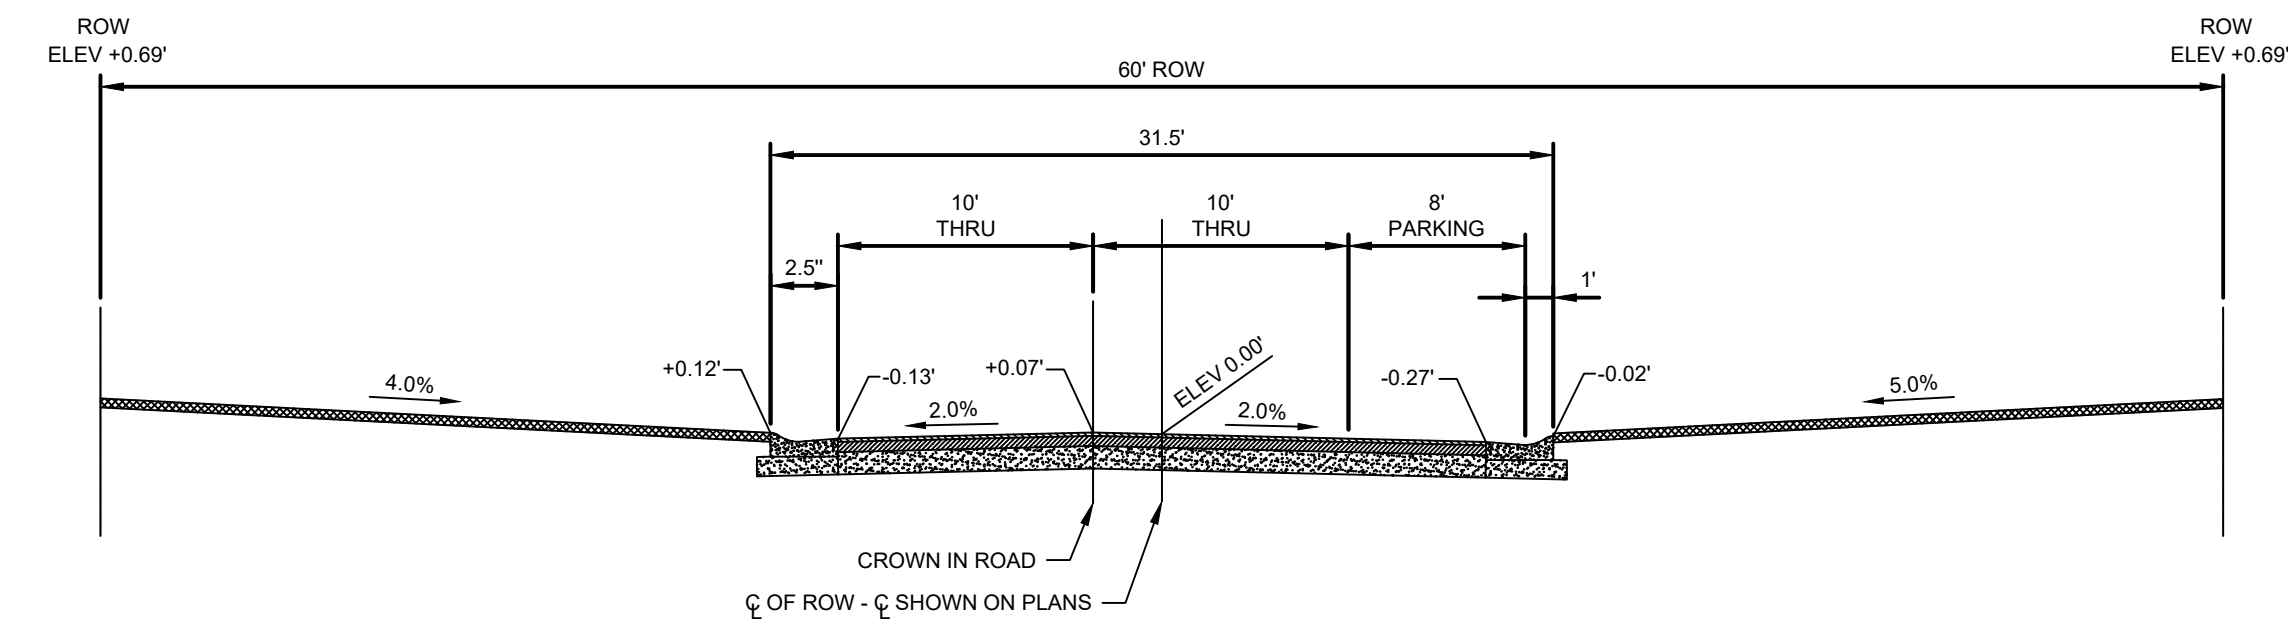 ROW
ELEV +0.69'
ROW
ELEV +0.69'
60' ROW
31.5'
10'
THRU
10'
THRU
8'
PARKING
2.5"
1'
+0.12'
-0.13'
+0.07'
ELEV 0.00'
-0.27'
-0.02'
4.0%
2.0%
2.0%
5.0%
CROWN IN ROAD
℄ OF ROW - ℄ SHOWN ON PLANS